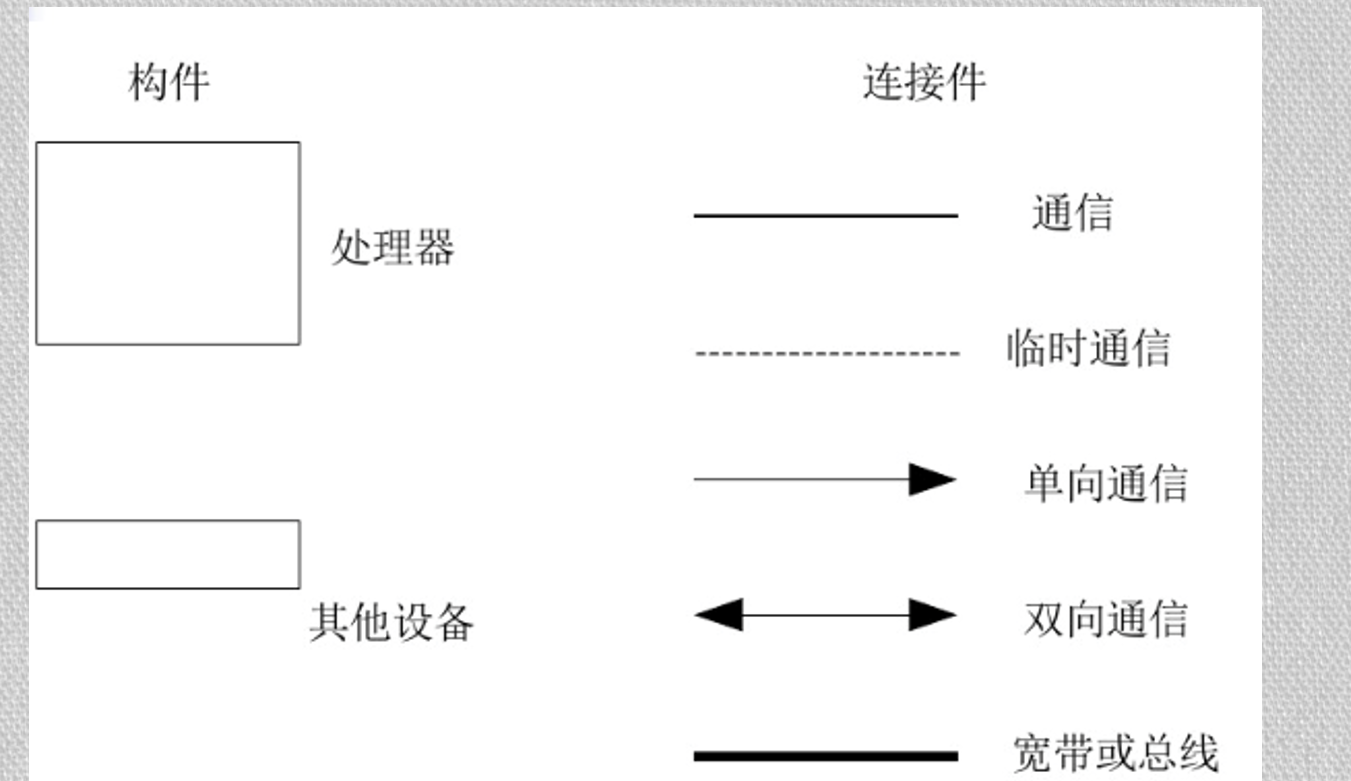 构件
连接件
处理器
通信
临时通信
单向通信
其他设备
双向通信
宽带或总线